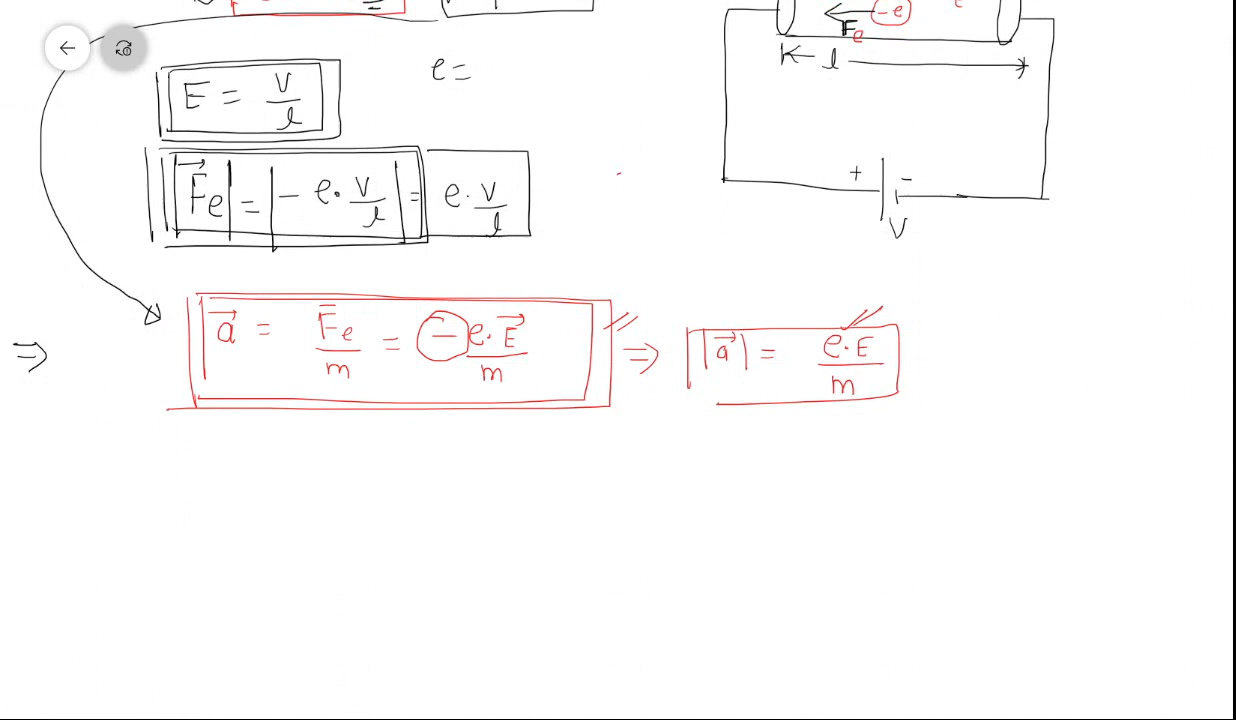 -e
Fe
l
E = V/l
e =
|F⃗e| = |- e. V/l| = e. V/l
+ -
V
⇒ a⃗ = F̄e/m = - e. E⃗/m ⇒ |a⃗| = e. E/m